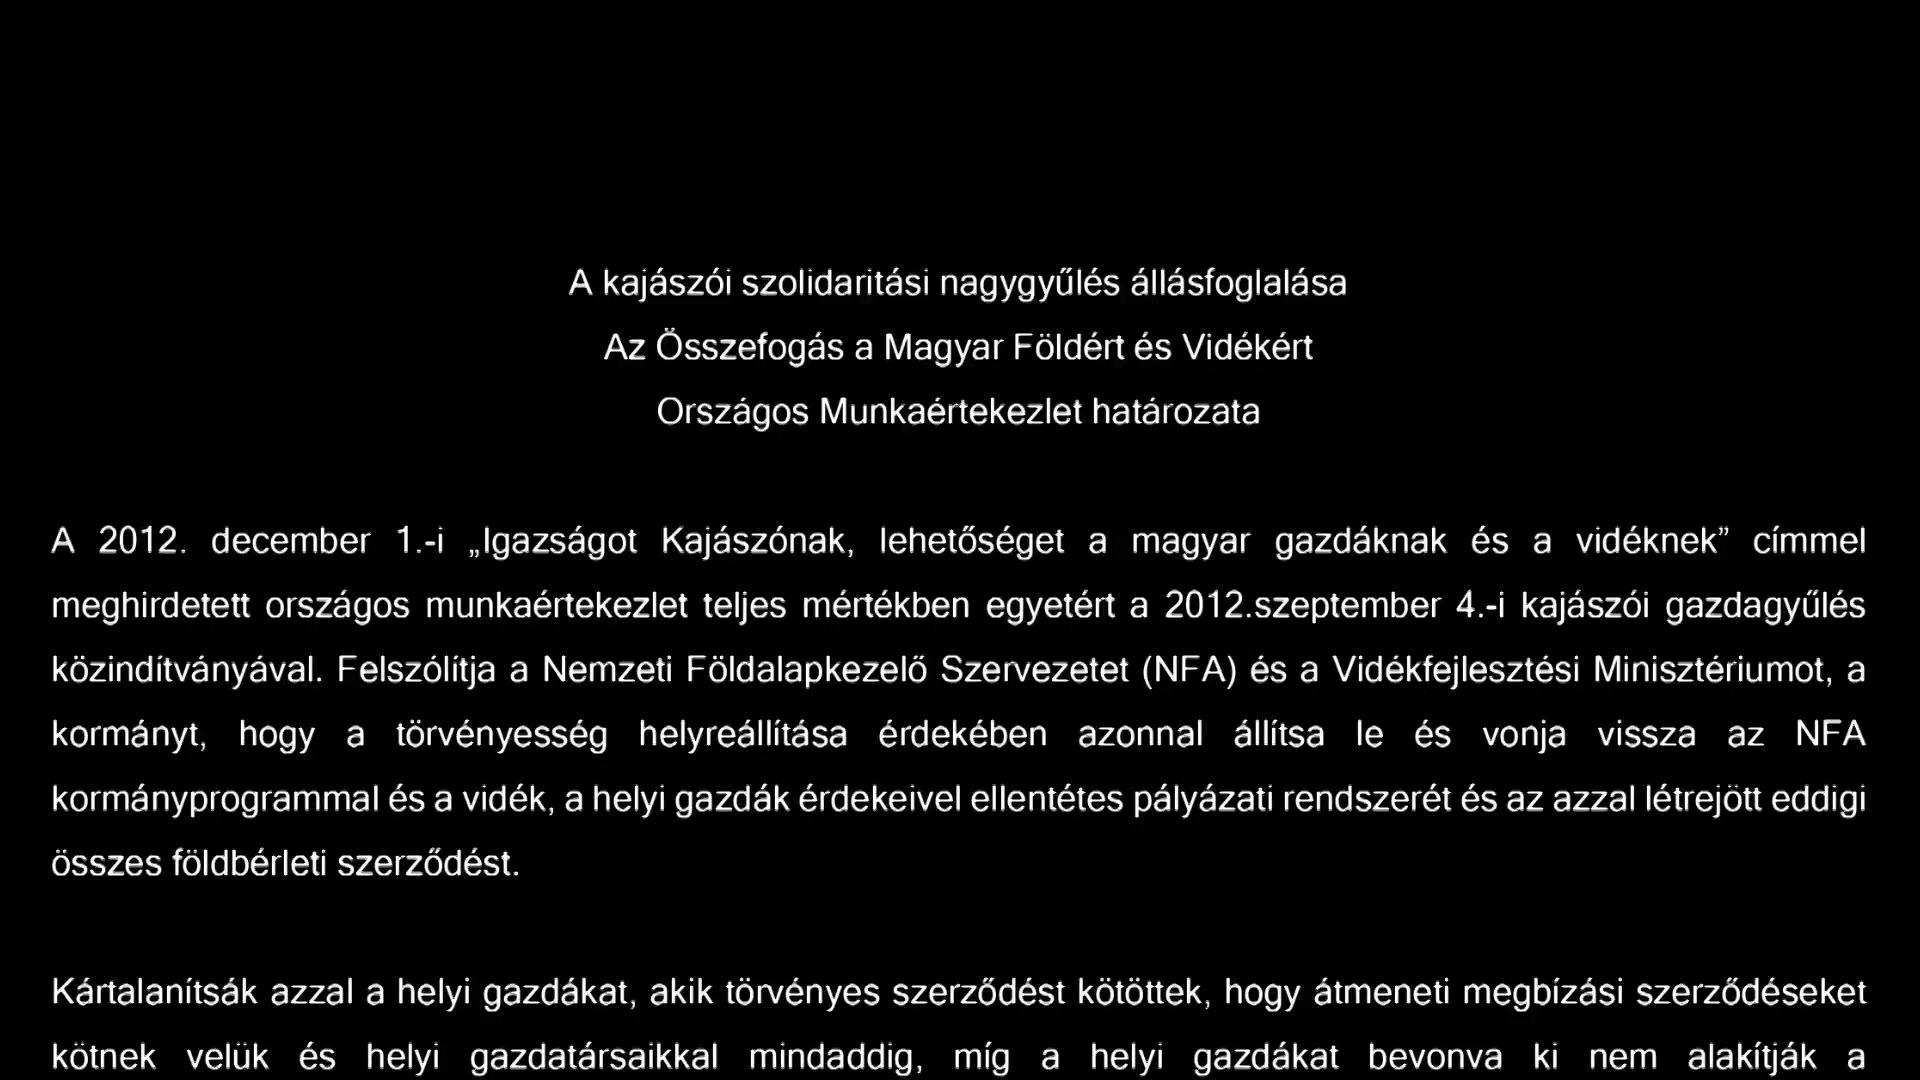 A kajászói szolidaritási nagygyűlés állásfoglalása
Az Összefogás a Magyar Földért és Vidékért
Országos Munkaértekezlet határozata
A 2012. december 1.-i „Igazságot Kajászónak, lehetőséget a magyar gazdáknak és a vidéknek” címmel
meghirdetett országos munkaértekezlet teljes mértékben egyetért a 2012.szeptember 4.-i kajászói gazdagyűlés
közindítványával. Felszólítja a Nemzeti Földalapkezelő Szervezetet (NFA) és a Vidékfejlesztési Minisztériumot, a
kormányt, hogy a törvényesség helyreállítása érdekében azonnal állítsa le és vonja vissza az NFA
kormányprogrammal és a vidék, a helyi gazdák érdekeivel ellentétes pályázati rendszerét és az azzal létrejött eddigi
összes földbérleti szerződést.
Kártalanítsák azzal a helyi gazdákat, akik törvényes szerződést kötöttek, hogy átmeneti megbízási szerződéseket
kötnek velük és helyi gazdatársaikkal mindaddig, míg a helyi gazdákat bevonva ki nem alakítják a